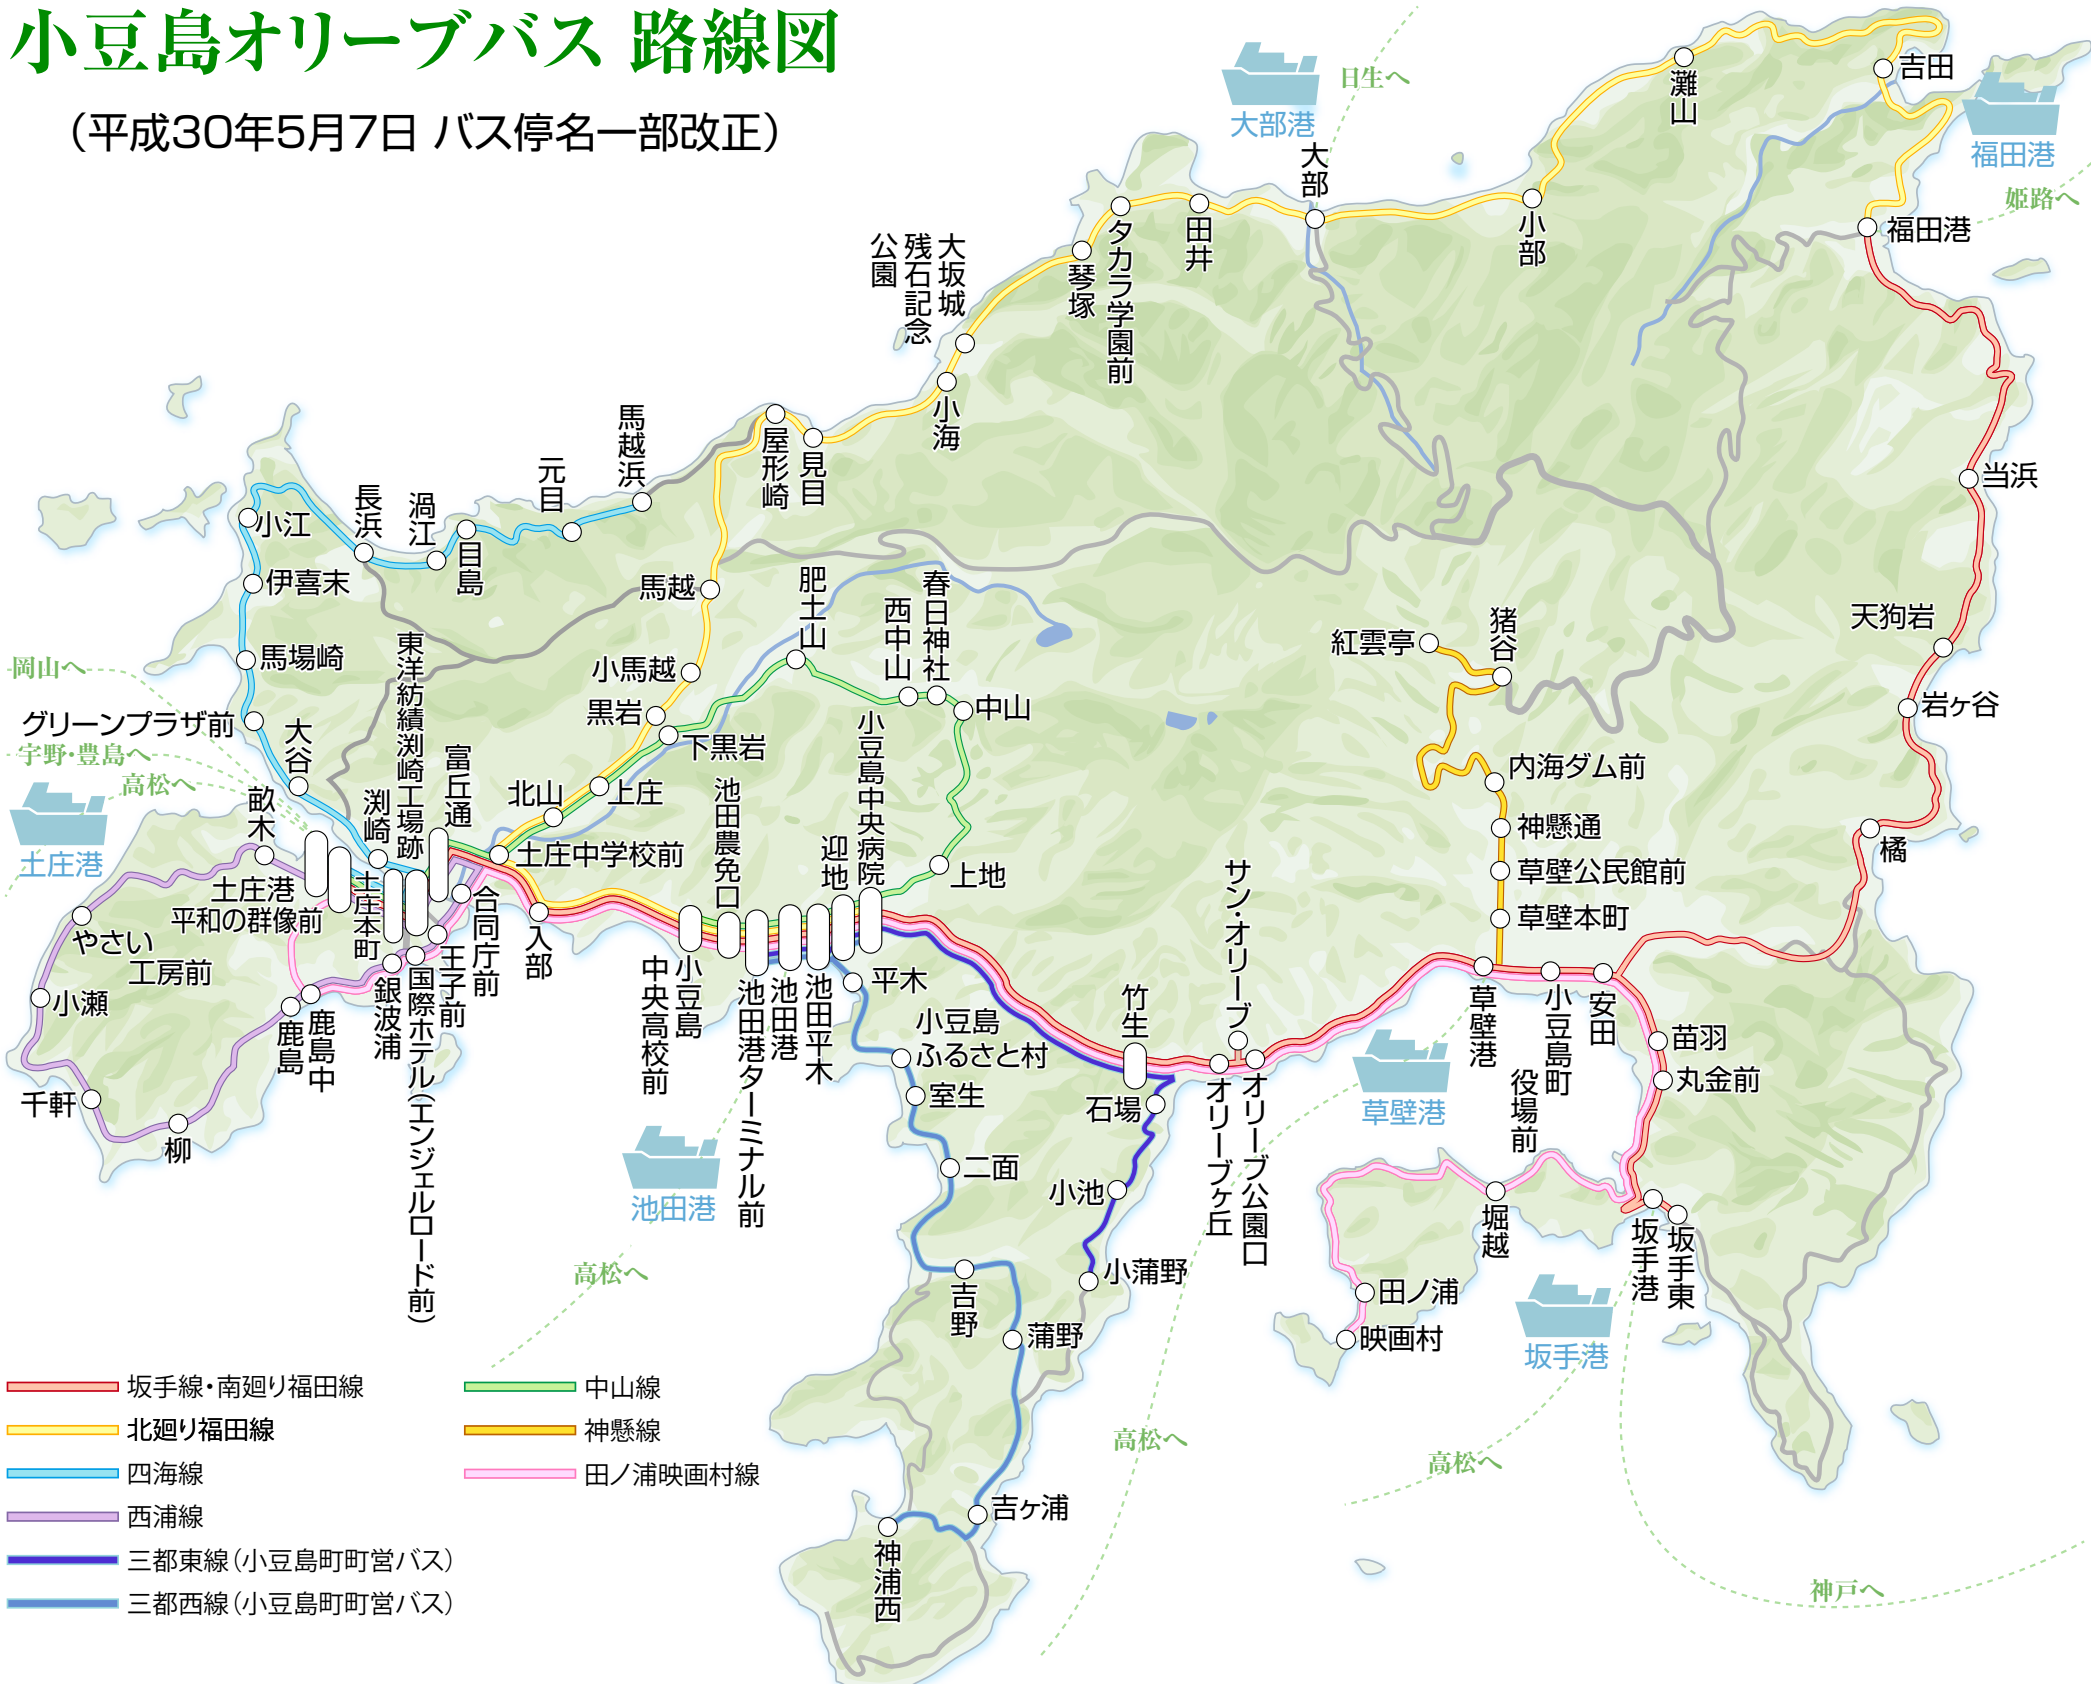 小豆島オリーブバス 路線図
（平成30年5月7日 バス停名一部改正）
大部港
日生へ
福田港
姫路へ
吉田
灘山
福田港
大部
小部
田井
タカラ学園前
琴塚
大坂城
残石記念
公園
小海
見目
屋形崎
馬越浜
元目
目島
渦江
長浜
小江
伊喜末
馬場崎
グリーンプラザ前
大谷
渕崎
東洋紡績渕崎工場跡
富丘通
岡山へ
宇野・豊島へ
高松へ
土庄港
畝木
土庄港
平和の群像前
土庄本町
やさい
工房前
小瀬
千軒
柳
鹿島
鹿島中
銀波浦
国際ホテル(エンジェルロード前)
王子前
合同庁前
馬越
小馬越
黒岩
下黒岩
北山
上庄
土庄中学校前
入部
肥土山
西中山
春日神社
中山
上地
小豆島
中央高校前
池田農免口
池田港ターミナル前
池田港
池田平木
迎地
小豆島中央病院
平木
小豆島
ふるさと村
室生
二面
吉野
蒲野
吉ヶ浦
神浦西
竹生
石場
小池
小蒲野
サン・オリーブ
オリーブヶ丘
オリーブ公園口
紅雲亭
猪谷
内海ダム前
神懸通
草壁公民館前
草壁本町
草壁港
小豆島町
役場前
安田
苗羽
丸金前
当浜
天狗岩
岩ヶ谷
橘
草壁港
堀越
田ノ浦
映画村
坂手港
坂手東
坂手港
池田港
高松へ
高松へ
高松へ
神戸へ
坂手線・南廻り福田線
北廻り福田線
四海線
西浦線
三都東線（小豆島町町営バス）
三都西線（小豆島町町営バス）
中山線
神懸線
田ノ浦映画村線